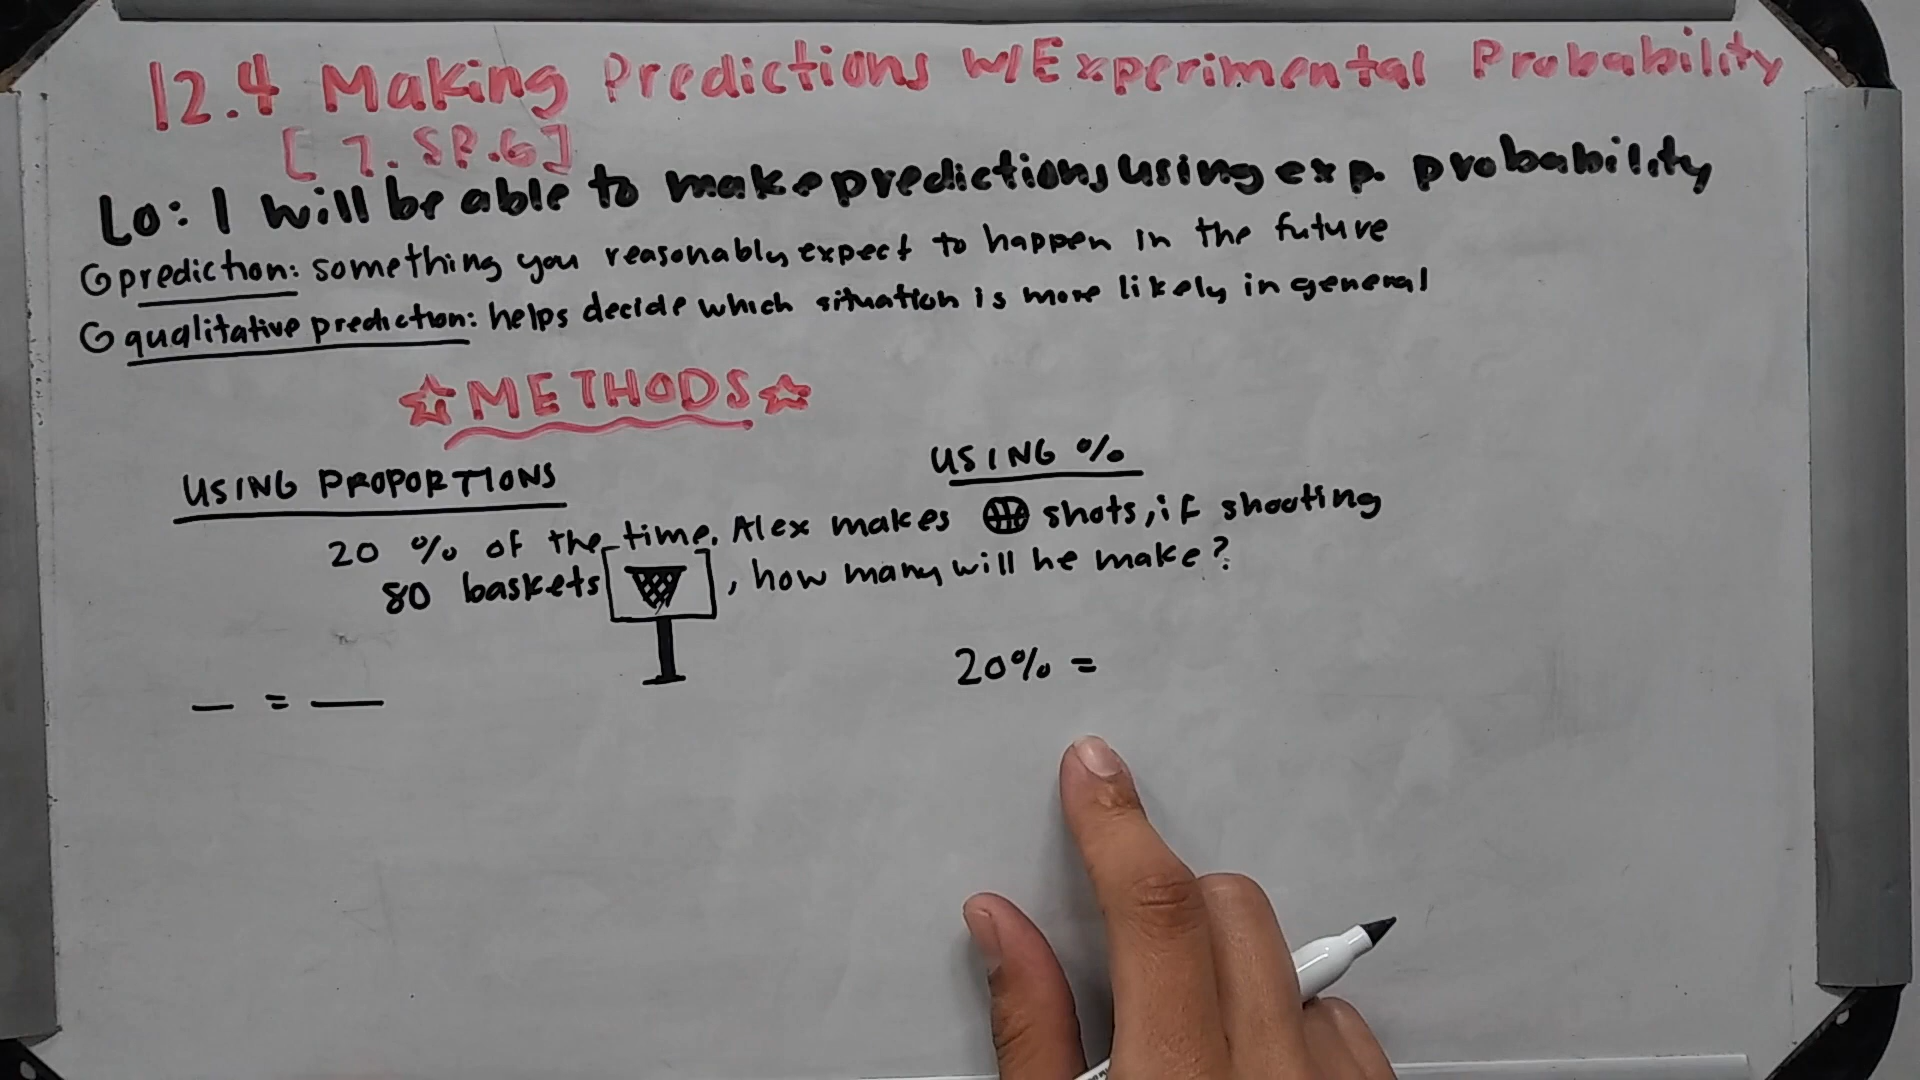 12.4 Making Predictions w/Experimental Probability
[7.SP.6]
LO: I will be able to make predictions using exp. probability
prediction: something you reasonably expect to happen in the future
qualitative prediction: helps decide which situation is more likely in general
METHODS
USING PROPORTIONS
USING %
20 % of the time, Alex makes shots, if shooting
80 baskets, how many will he make?
_ = _
20% =